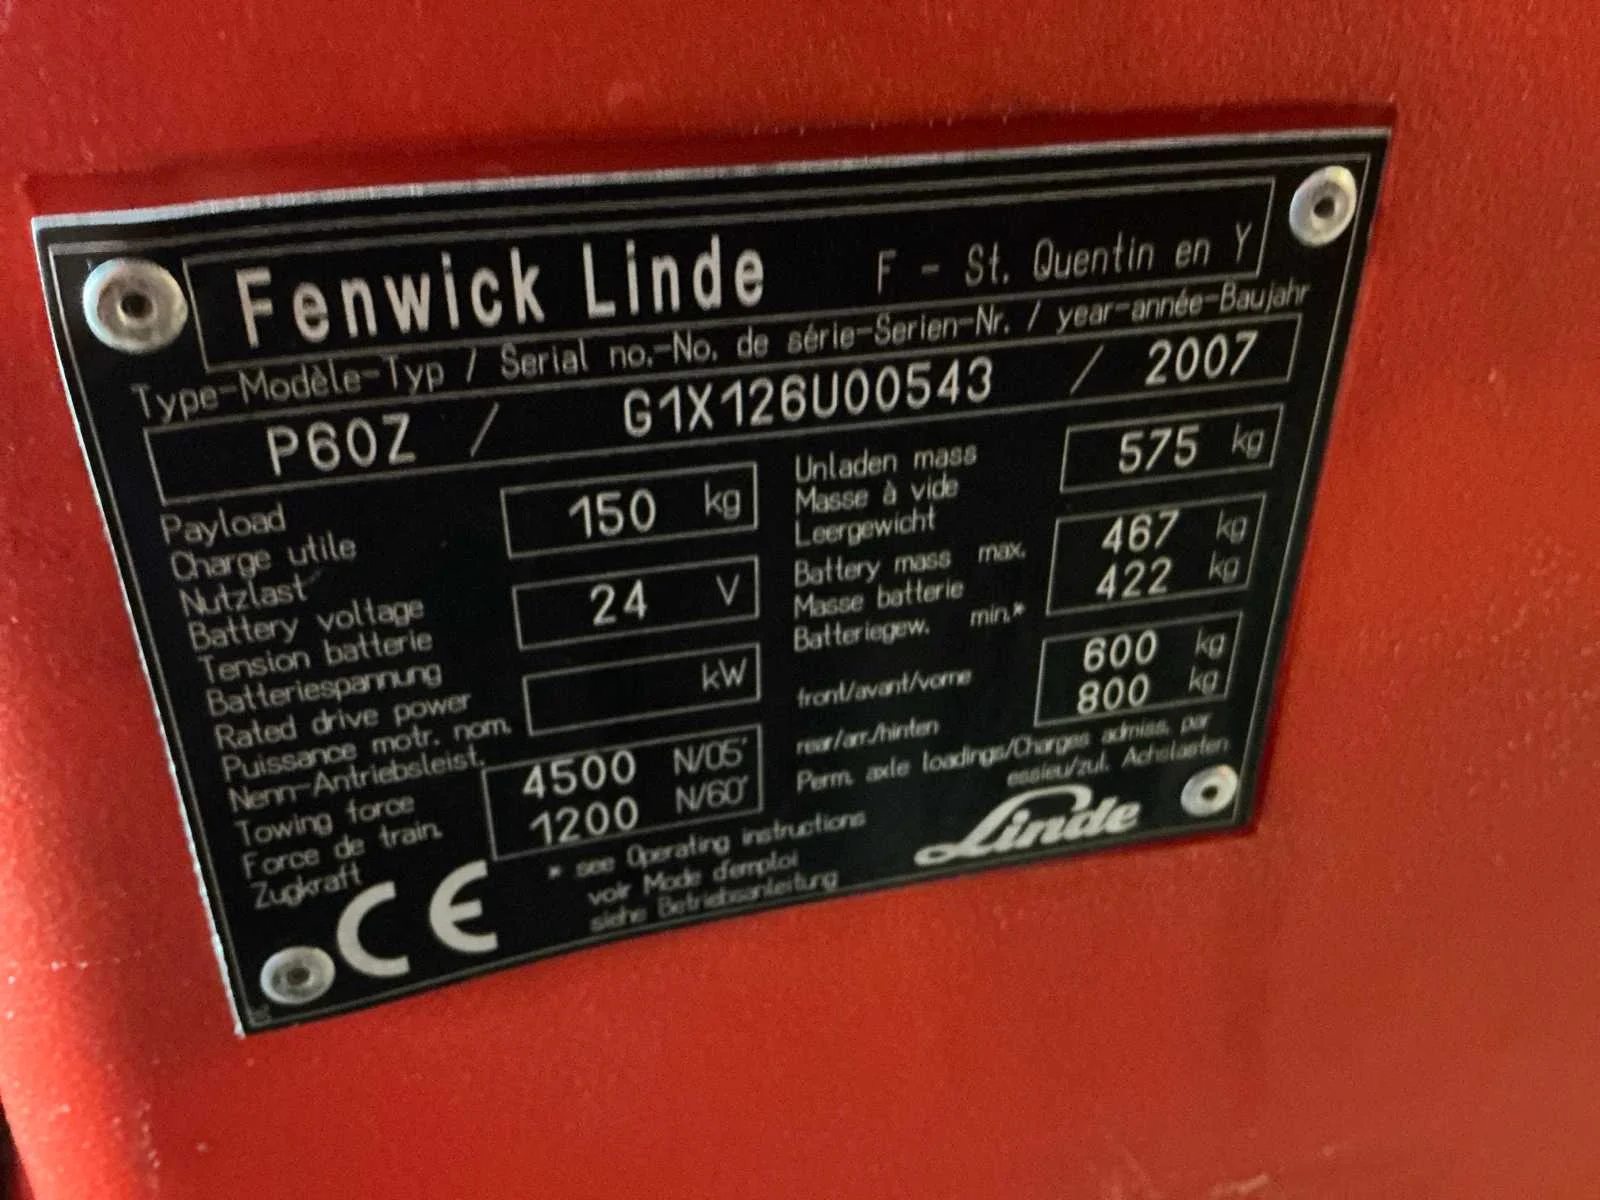 Fenwick Linde F - St. Quentin en Y
Type-Modèle-Typ / Serial no.-No. de série-Serien-Nr. / year-année-Baujahr
P60Z / G1X126U00543 / 2007
Payload
Charge utile
Nutzlast
150 kg
Battery voltage
Tension batterie
Batteriespannung
24 V
Rated drive power
Puissance motr. nom.
Nenn-Antriebsleist.
kW
Towing force
Force de train.
Zugkraft
4500 N/05'
1200 N/60'
Unladen mass
Masse à vide
Leergewicht
575 kg
Battery mass max.
Masse batterie
Batteriegew. min.*
467 kg
422 kg
front/avant/vorne
600 kg
rear/arr./hinten
800 kg
Perm. axle loadings/Charges admiss. par
essieu/zul. Achslasten
CE
* see Operating instructions
voir Mode d'emploi
siehe Betriebsanleitung
Linde